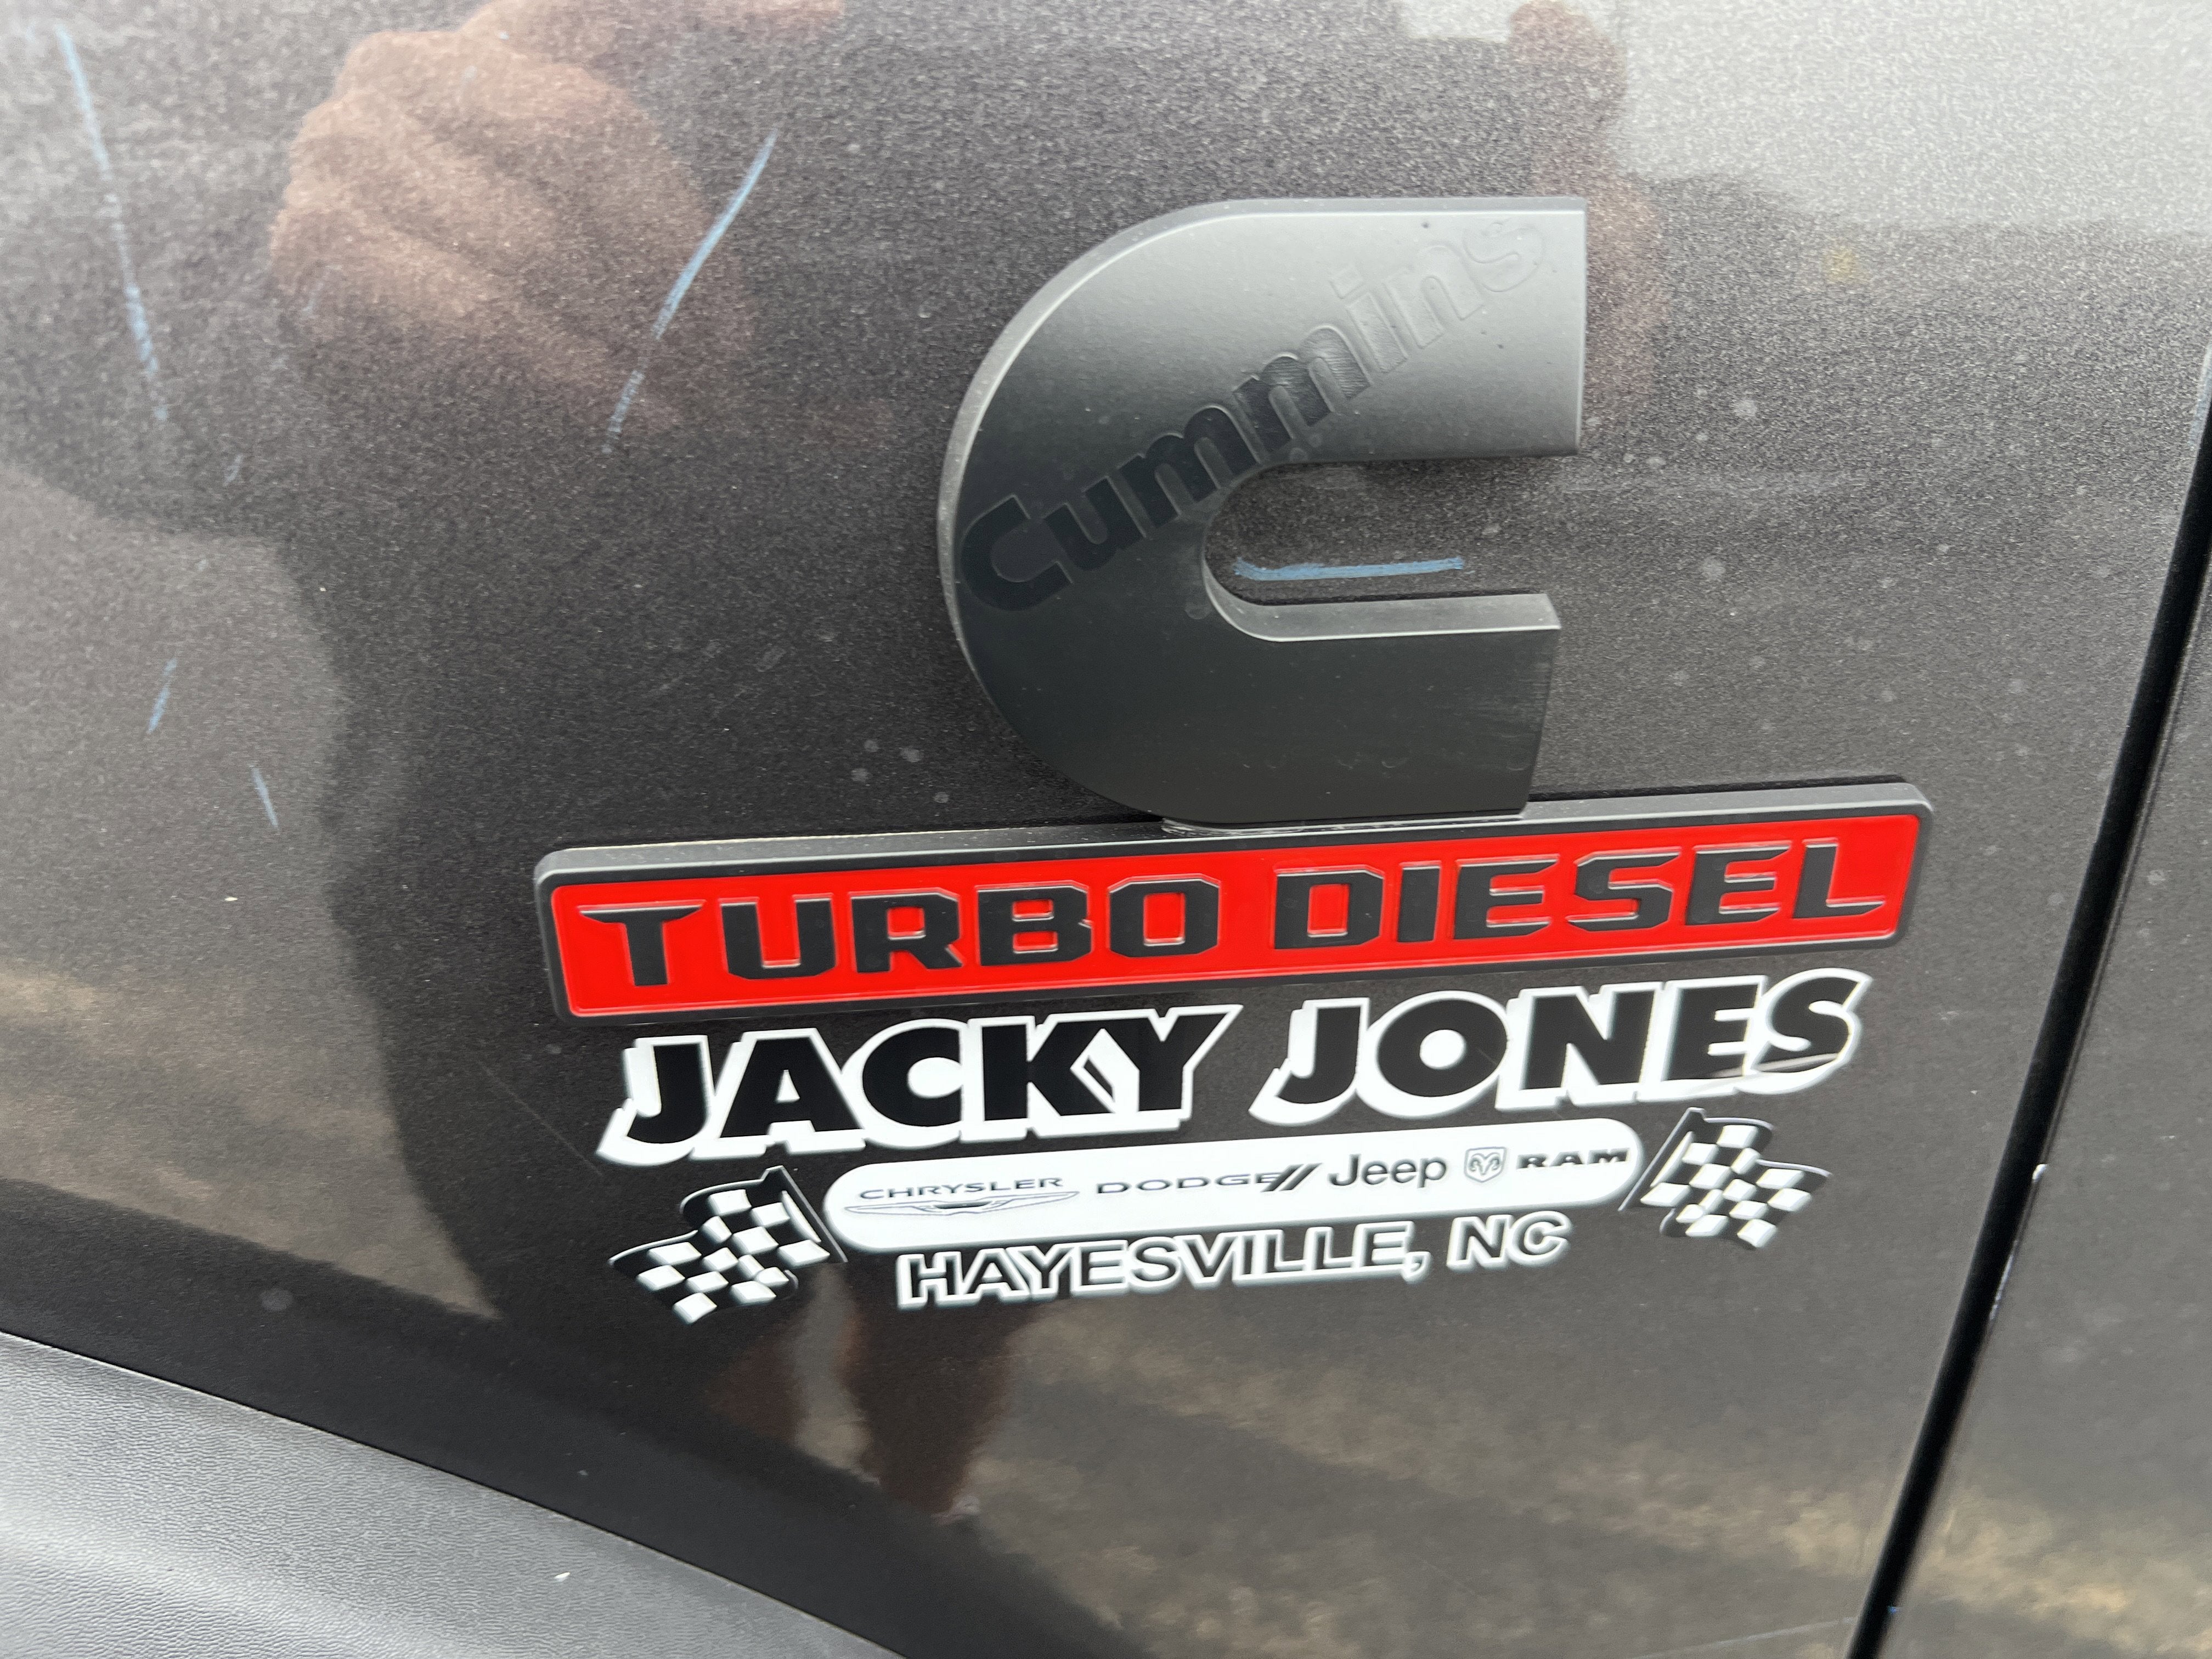 Cummins
TURBO DIESEL
JACKY JONES
CHRYSLER DODGE Jeep RAM
HAYESVILLE, NC